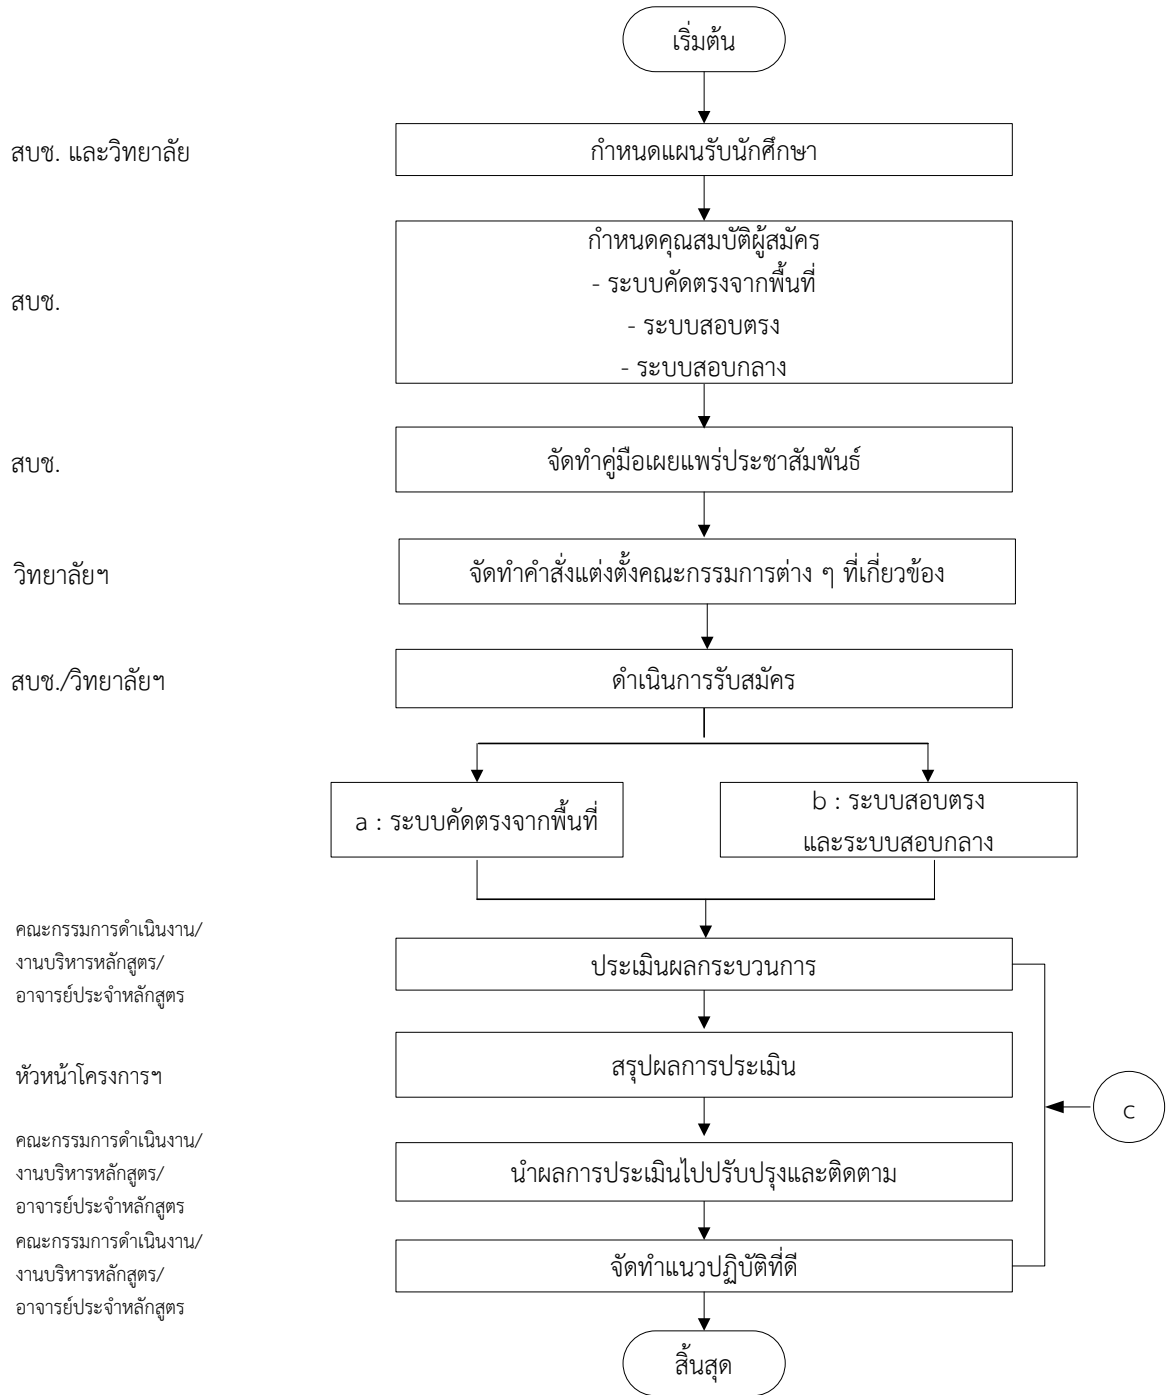 เริ่มต้น
สบช. และวิทยาลัย
กำหนดแผนรับนักศึกษา
สบช.
กำหนดคุณสมบัติผู้สมัคร
- ระบบคัดตรงจากพื้นที่
- ระบบสอบตรง
- ระบบสอบกลาง
สบช.
จัดทำคู่มือเผยแพร่ประชาสัมพันธ์
วิทยาลัยฯ
จัดทำคำสั่งแต่งตั้งคณะกรรมการต่าง ๆ ที่เกี่ยวข้อง
สบช./วิทยาลัยฯ
ดำเนินการรับสมัคร
a : ระบบคัดตรงจากพื้นที่
b : ระบบสอบตรง
และระบบสอบกลาง
คณะกรรมการดำเนินงาน/
งานบริหารหลักสูตร/
อาจารย์ประจำหลักสูตร
ประเมินผลกระบวนการ
หัวหน้าโครงการฯ
สรุปผลการประเมิน
c
คณะกรรมการดำเนินงาน/
งานบริหารหลักสูตร/
อาจารย์ประจำหลักสูตร
นำผลการประเมินไปปรับปรุงและติดตาม
คณะกรรมการดำเนินงาน/
งานบริหารหลักสูตร/
อาจารย์ประจำหลักสูตร
จัดทำแนวปฏิบัติที่ดี
สิ้นสุด